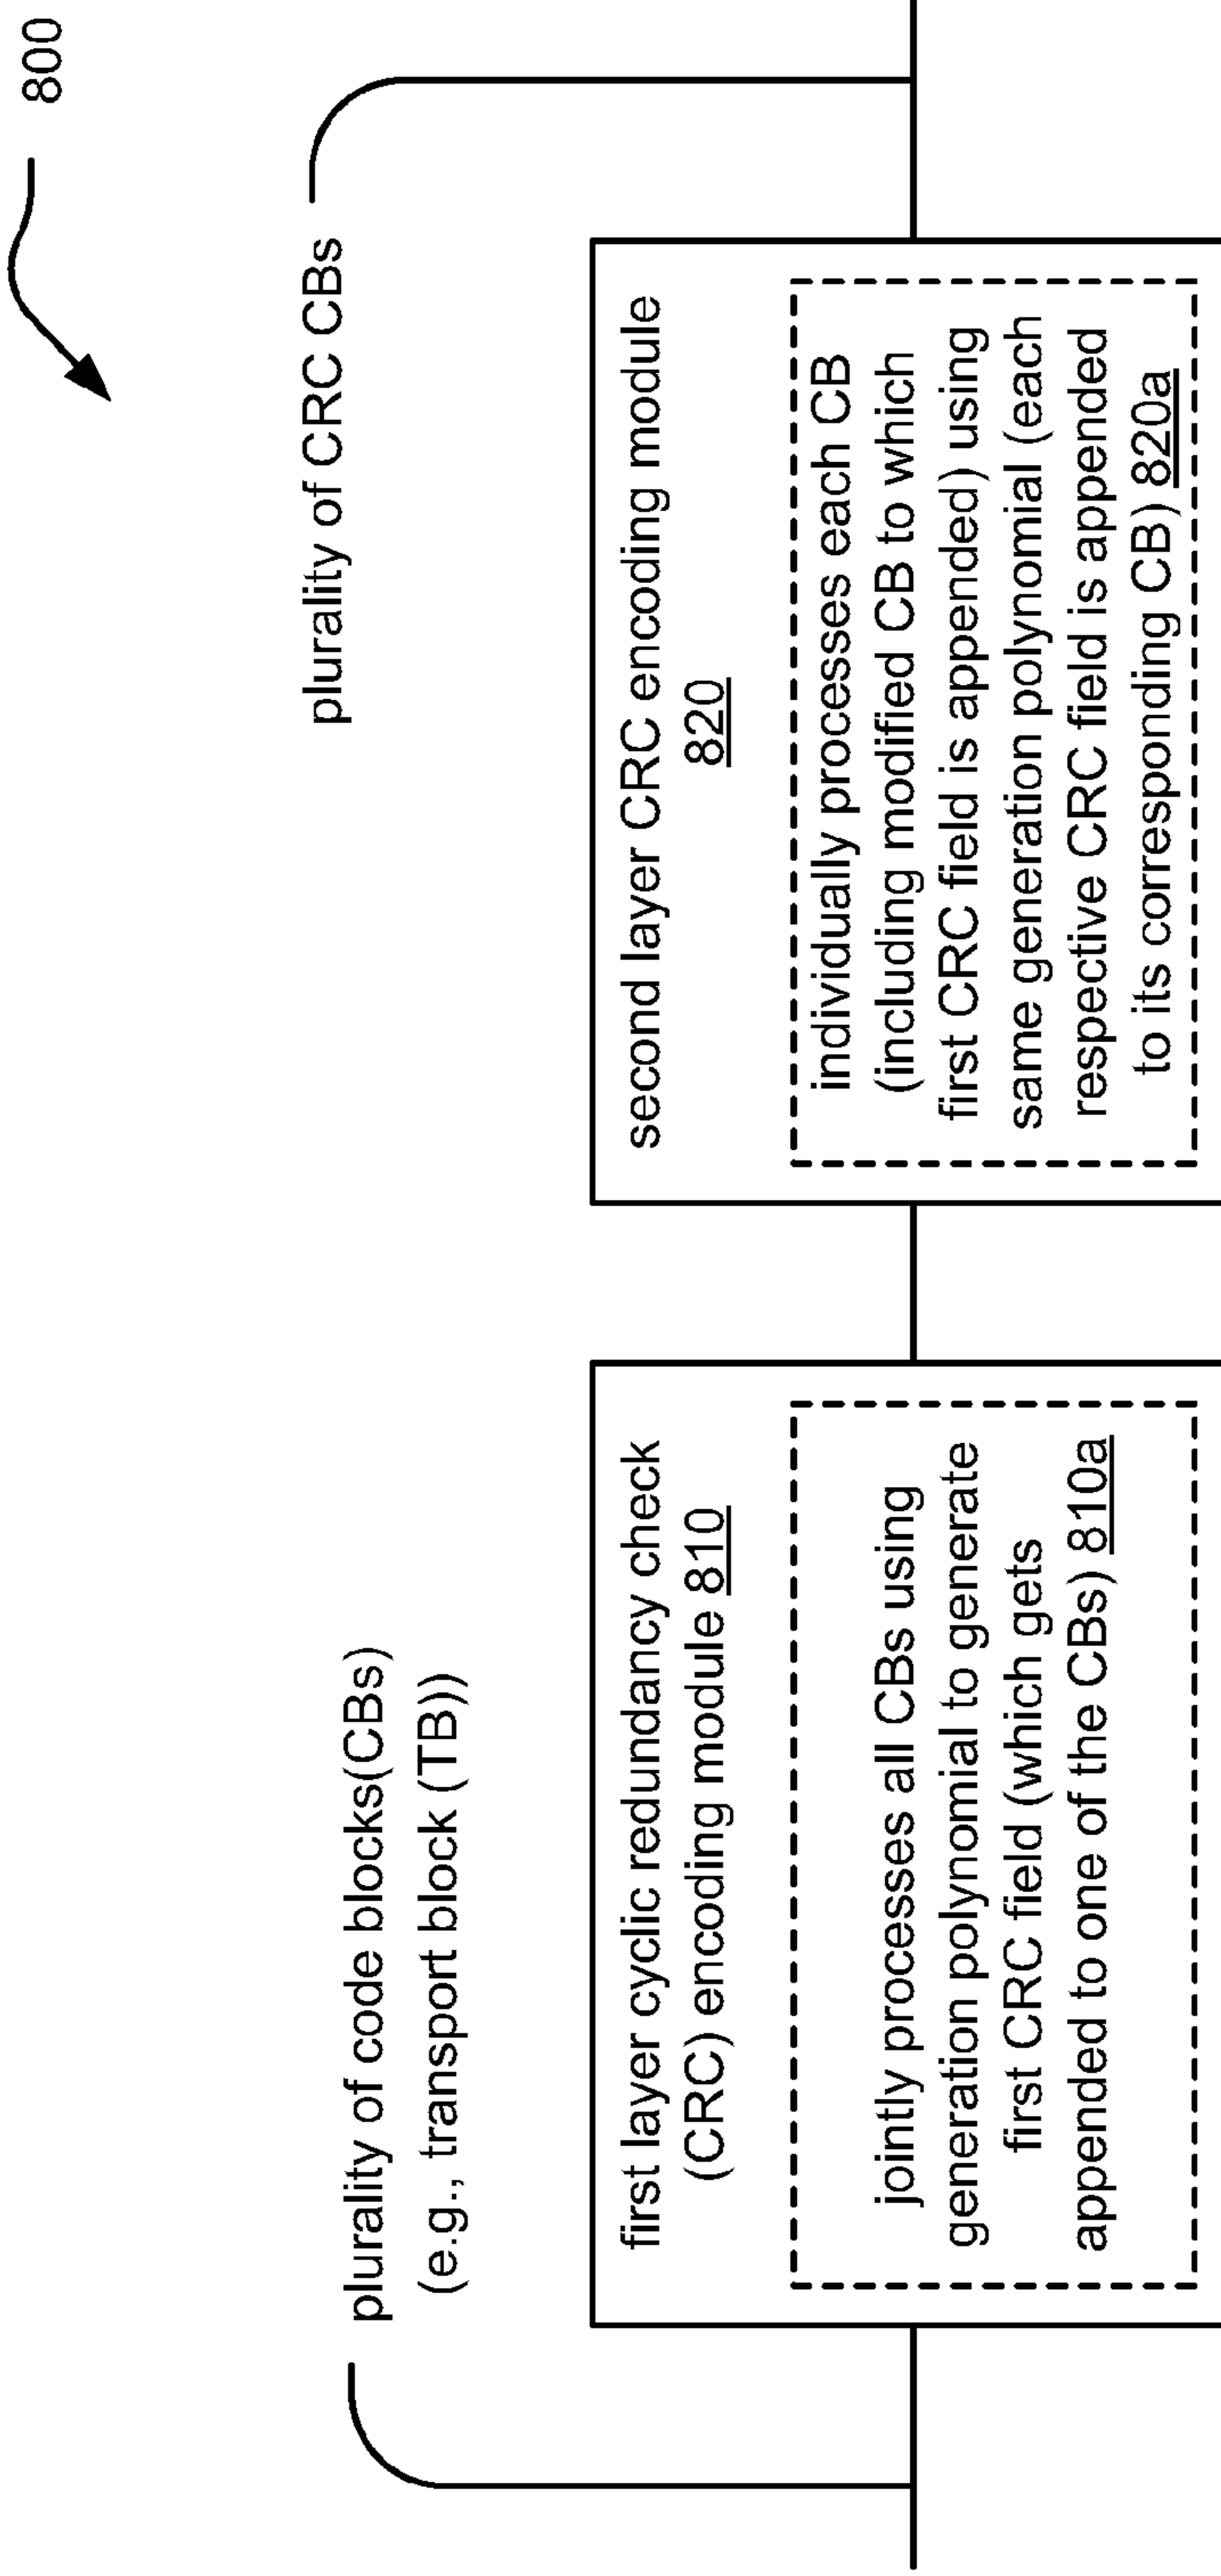 800
plurality of code blocks(CBs)
(e.g., transport block (TB))
plurality of CRC CBs
first layer cyclic redundancy check
(CRC) encoding module 810
jointly processes all CBs using
generation polynomial to generate
first CRC field (which gets
appended to one of the CBs) 810a
second layer CRC encoding module
820
individually processes each CB
(including modified CB to which
first CRC field is appended) using
same generation polynomial (each
respective CRC field is appended
to its corresponding CB) 820a